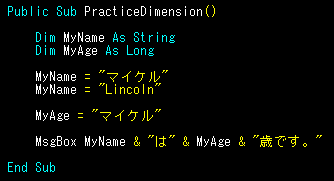 Public Sub PracticeDimension()
Dim MyName As String
Dim MyAge As Long
MyName = "マイケル"
MyName = "Lincoln"
MyAge = "マイケル"
MsgBox MyName & "は" & MyAge & "歳です。"
End Sub